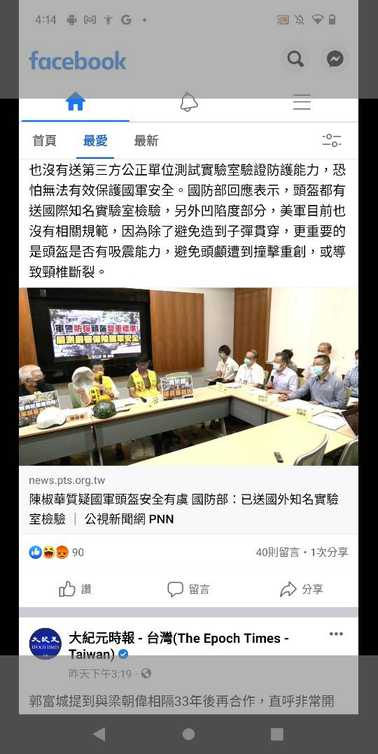 4:14
facebook
首頁
最愛
最新
也沒有送第三方公正單位測試實驗室驗證防護能力，恐
怕無法有效保護國軍安全。國防部回應表示，頭盔都有
送國際知名實驗室檢驗，另外凹陷度部分，美軍目前也
沒有相關規範，因為除了避免造到子彈貫穿，更重要的
是頭盔是否有吸震能力，避免頭顱遭到撞擊重創，或導
致頸椎斷裂。
news.pts.org.tw
陳椒華質疑國軍頭盔安全有虞 國防部：已送國外知名實驗
室檢驗 ｜ 公視新聞網 PNN
90
40則留言・1次分享
讚
留言
分享
大紀元時報 - 台灣(The Epoch Times -
Taiwan)
昨天下午3:19
郭富城提到與梁朝偉相隔33年後再合作，直呼非常開